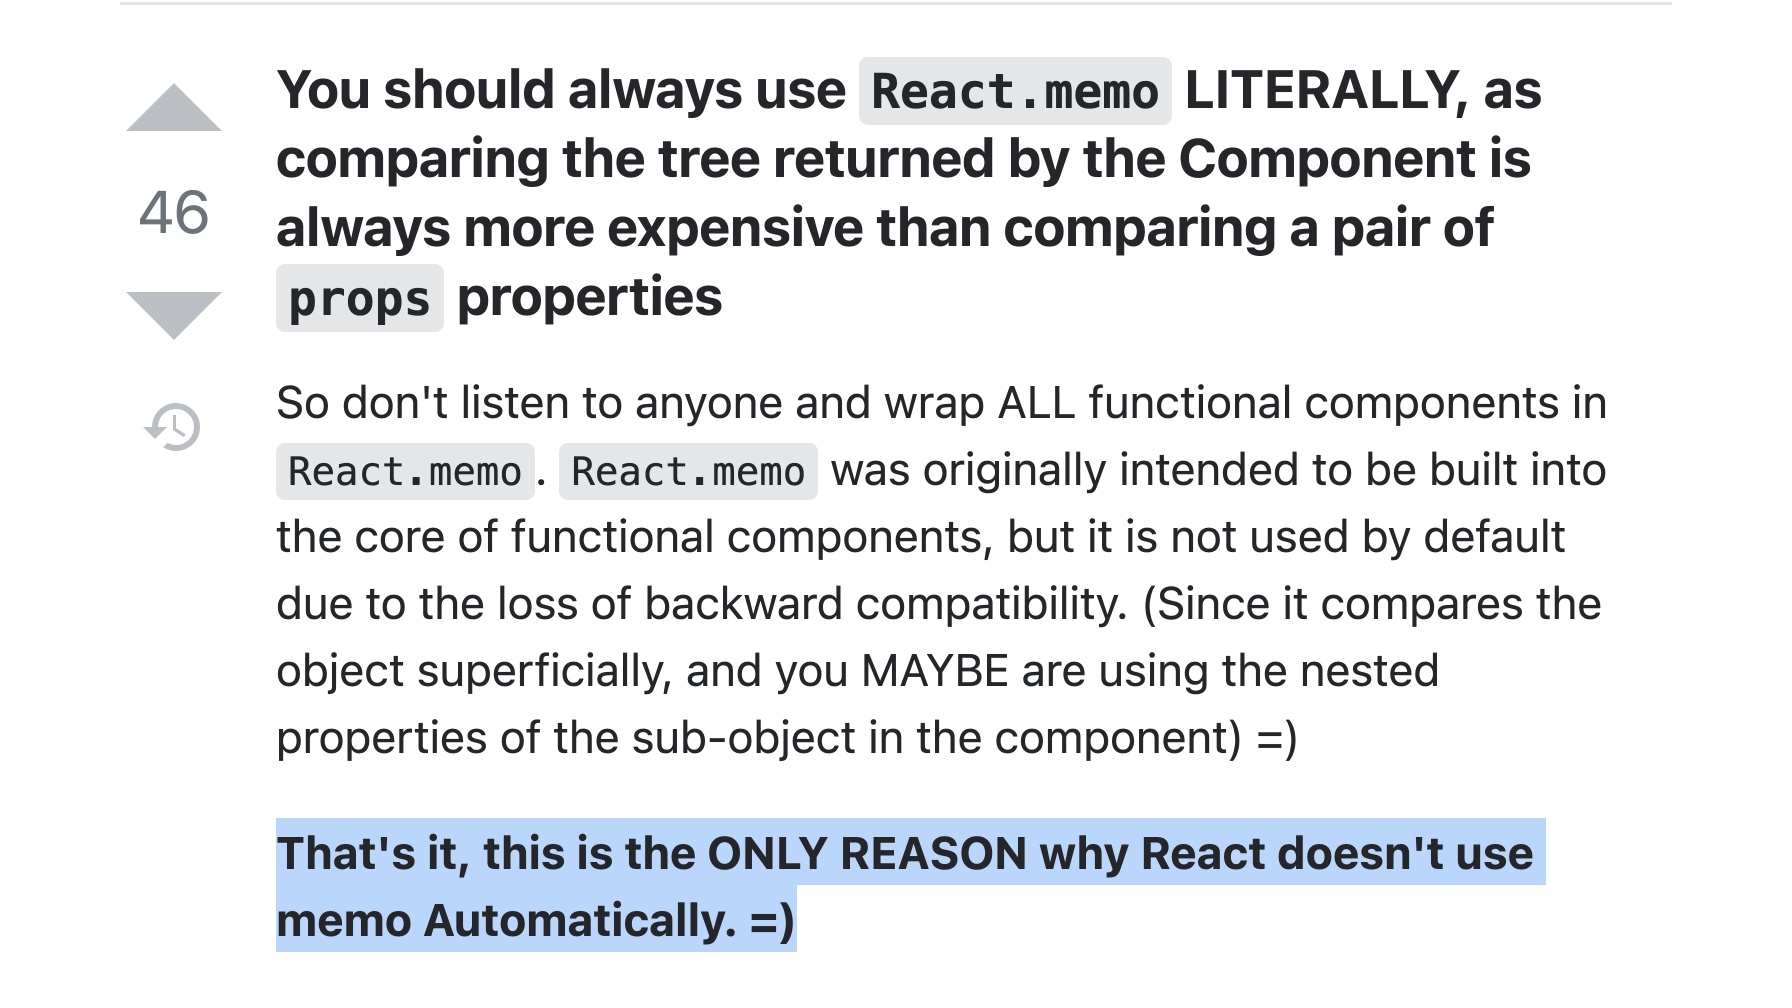 You should always use React.memo LITERALLY, as
comparing the tree returned by the Component is
always more expensive than comparing a pair of
props properties
46
So don't listen to anyone and wrap ALL functional components in
React.memo. React.memo was originally intended to be built into
the core of functional components, but it is not used by default
due to the loss of backward compatibility. (Since it compares the
object superficially, and you MAYBE are using the nested
properties of the sub-object in the component) =)
That's it, this is the ONLY REASON why React doesn't use
memo Automatically. =)